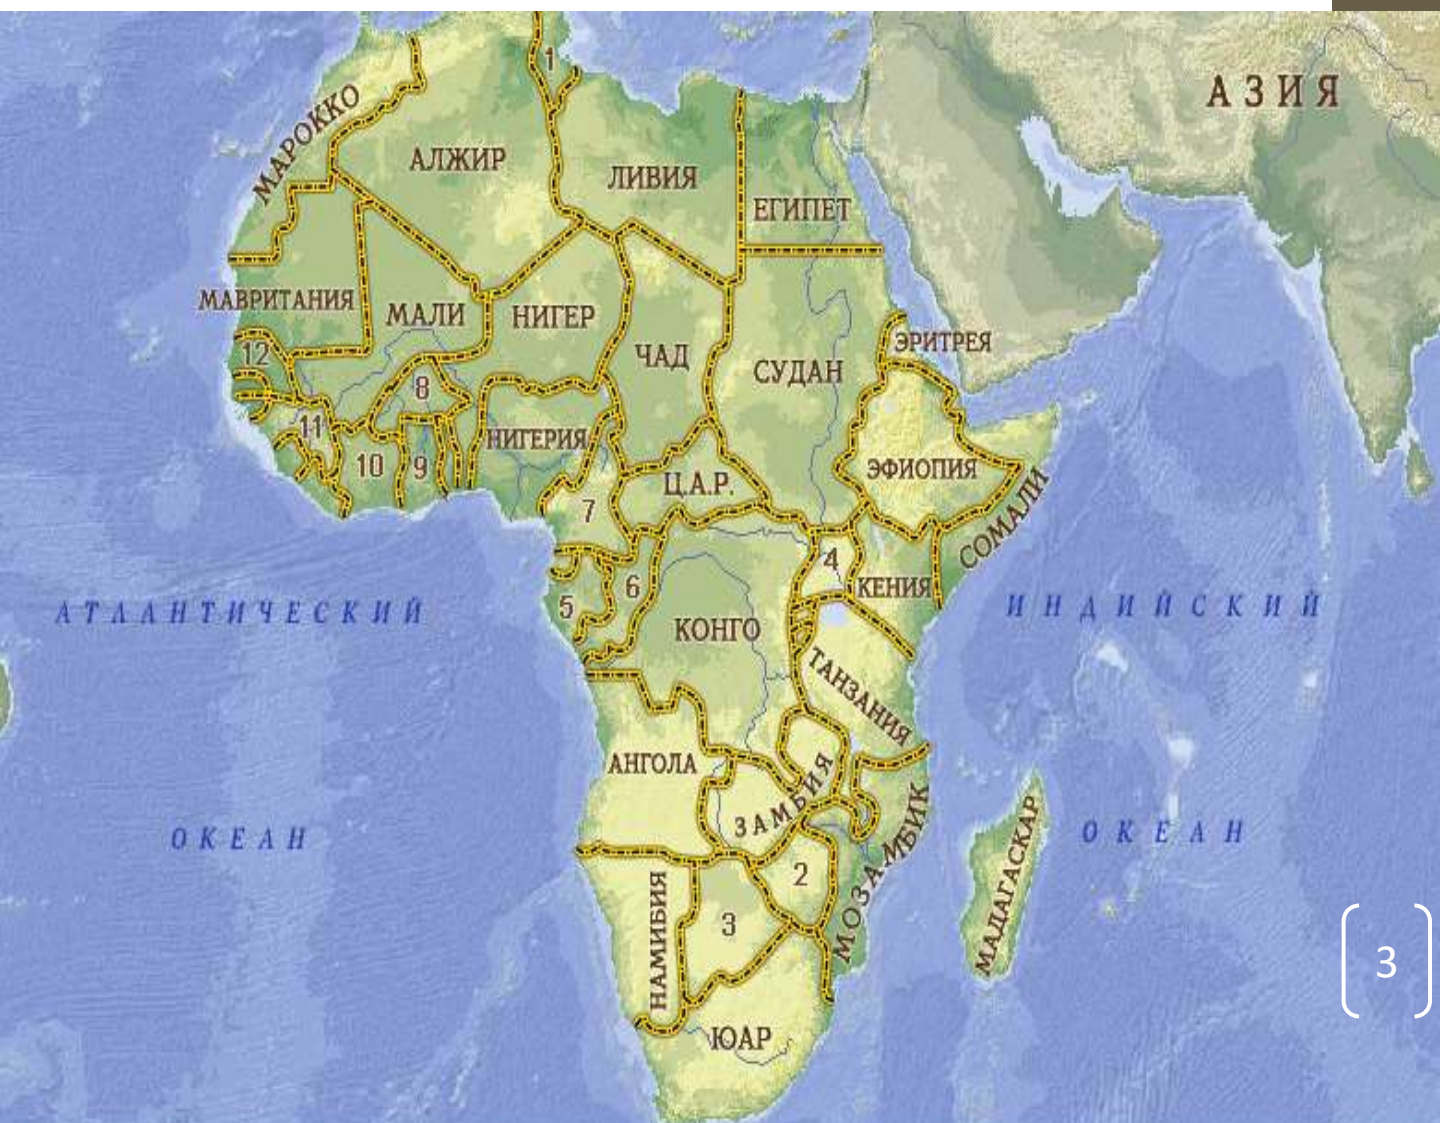 АЗИЯ
1
МАРОККО
АЛЖИР
ЛИВИЯ
ЕГИПЕТ
МАВРИТАНИЯ
МАЛИ
НИГЕР
ЧАД
СУДАН
ЭРИТРЕЯ
12
8
11
10
9
НИГЕРИЯ
Ц.А.Р.
ЭФИОПИЯ
СОМАЛИ
7
4
6
5
КЕНИЯ
КОНГО
АТЛАНТИЧЕСКИЙ
ИНДИЙСКИЙ
ТАНЗАНИЯ
АНГОЛА
ЗАМБИЯ
МОЗАМБИК
ОКЕАН
ОКЕАН
МАДАГАСКАР
2
3
НАМИБИЯ
ЮАР
3